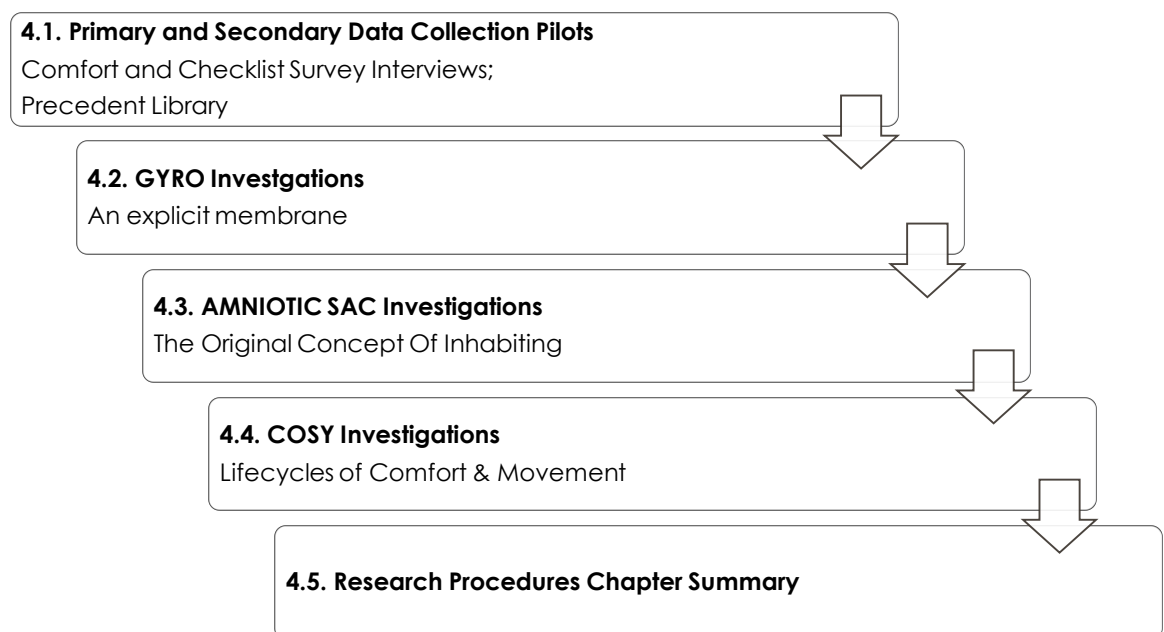 4.1. Primary and Secondary Data Collection Pilots
Comfort and Checklist Survey Interviews;
Precedent Library
4.2. GYRO Investgations
An explicit membrane
4.3. AMNIOTIC SAC Investigations
The Original Concept Of Inhabiting
4.4. COSY Investigations
Lifecycles of Comfort & Movement
4.5. Research Procedures Chapter Summary